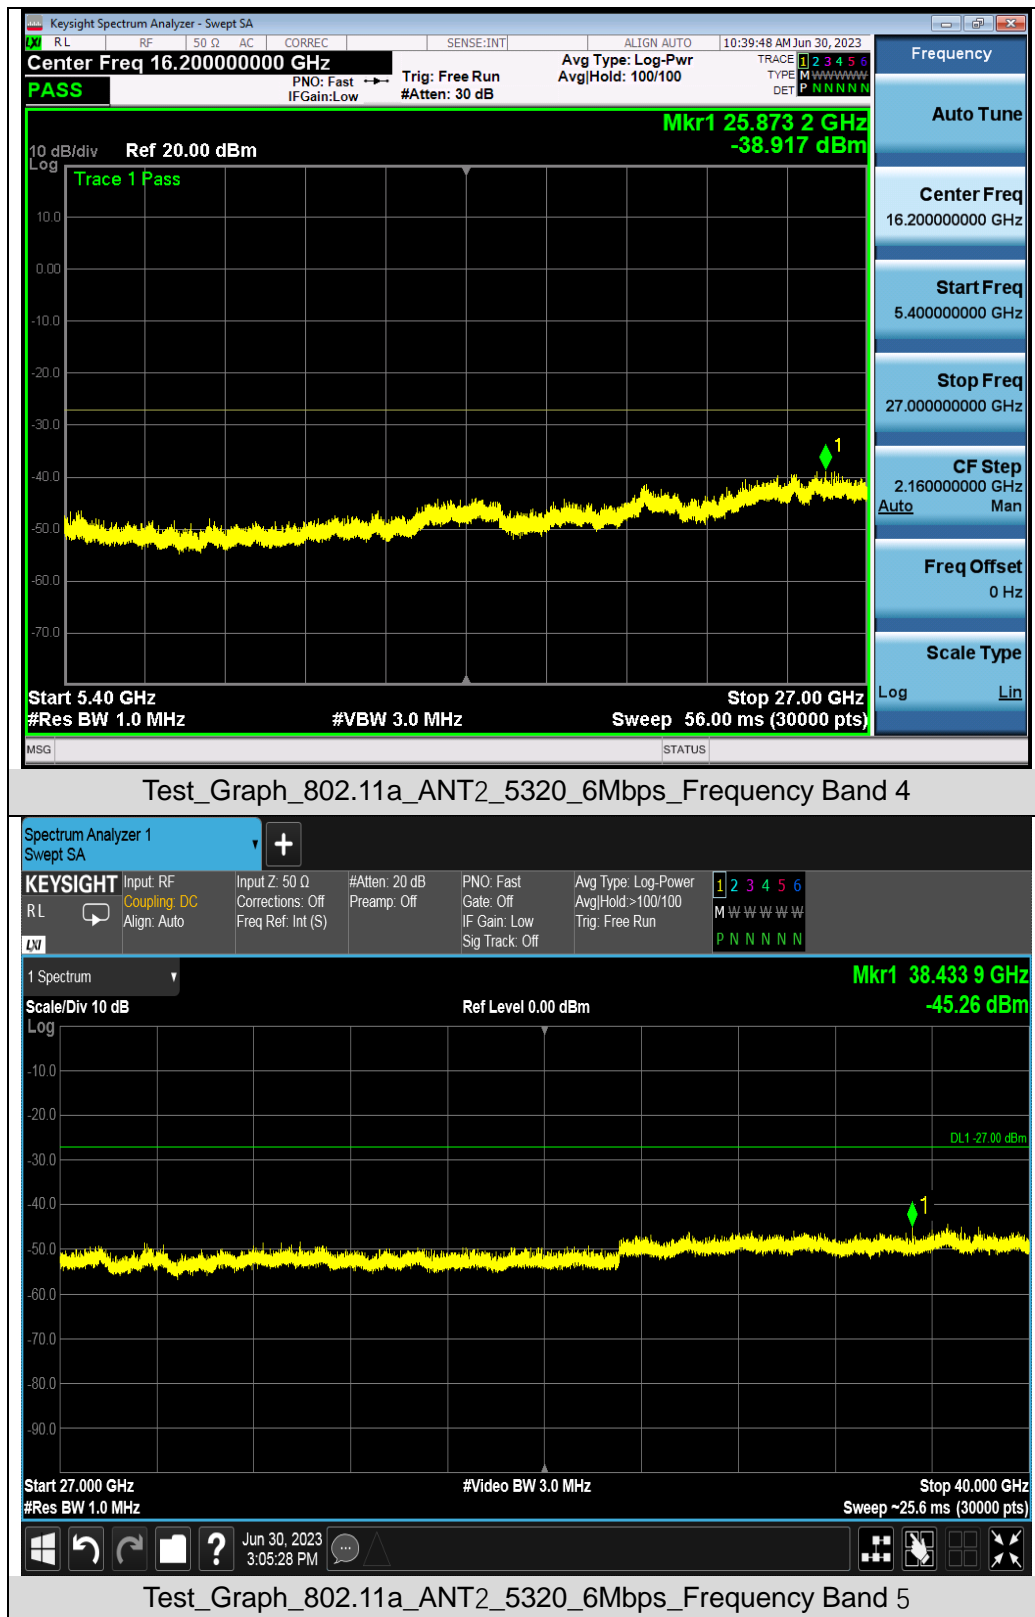 Keysight Spectrum Analyzer - Swept SA
LXI RL RF 50 Ω AC CORREC SENSE:INT ALIGN AUTO 10:39:48 AM Jun 30, 2023
Center Freq 16.200000000 GHz
PASS
PNO: Fast
IFGain:Low
Trig: Free Run
#Atten: 30 dB
Avg Type: Log-Pwr
Avg|Hold: 100/100
TRACE 1 2 3 4 5 6
TYPE M W W W W W
DET P N N N N N
Mkr1 25.873 2 GHz
-38.917 dBm
10 dB/div Ref 20.00 dBm
Log
Trace 1 Pass
10.0
0.00
-10.0
-20.0
-30.0
-40.0
-50.0
-60.0
-70.0
1
Start 5.40 GHz
Stop 27.00 GHz
#Res BW 1.0 MHz
#VBW 3.0 MHz
Sweep 56.00 ms (30000 pts)
MSG
STATUS
Frequency
Auto Tune
Center Freq
16.200000000 GHz
Start Freq
5.400000000 GHz
Stop Freq
27.000000000 GHz
CF Step
2.160000000 GHz
Auto Man
Freq Offset
0 Hz
Scale Type
Log Lin
Test_Graph_802.11a_ANT2_5320_6Mbps_Frequency Band 4
Spectrum Analyzer 1
Swept SA
+
KEYSIGHT
RL
LXI
Input: RF
Coupling: DC
Align: Auto
Input Z: 50 Ω
Corrections: Off
Freq Ref: Int (S)
#Atten: 20 dB
Preamp: Off
PNO: Fast
Gate: Off
IF Gain: Low
Sig Track: Off
Avg Type: Log-Power
Avg|Hold:>100/100
Trig: Free Run
1 2 3 4 5 6
M W W W W W
P N N N N N
1 Spectrum
Mkr1 38.433 9 GHz
-45.26 dBm
Scale/Div 10 dB
Ref Level 0.00 dBm
Log
-10.0
-20.0
-30.0
-40.0
-50.0
-60.0
-70.0
-80.0
-90.0
DL1 -27.00 dBm
1
Start 27.000 GHz
#Video BW 3.0 MHz
Stop 40.000 GHz
#Res BW 1.0 MHz
Sweep ~25.6 ms (30000 pts)
?
Jun 30, 2023
3:05:28 PM
Test_Graph_802.11a_ANT2_5320_6Mbps_Frequency Band 5